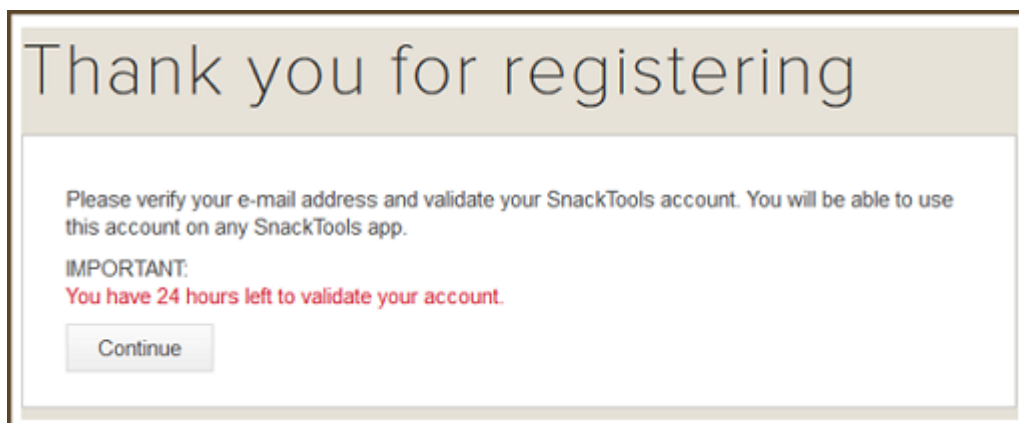 Thank you for registering
Please verify your e-mail address and validate your SnackTools account. You will be able to use
this account on any SnackTools app.
IMPORTANT:
You have 24 hours left to validate your account.
Continue